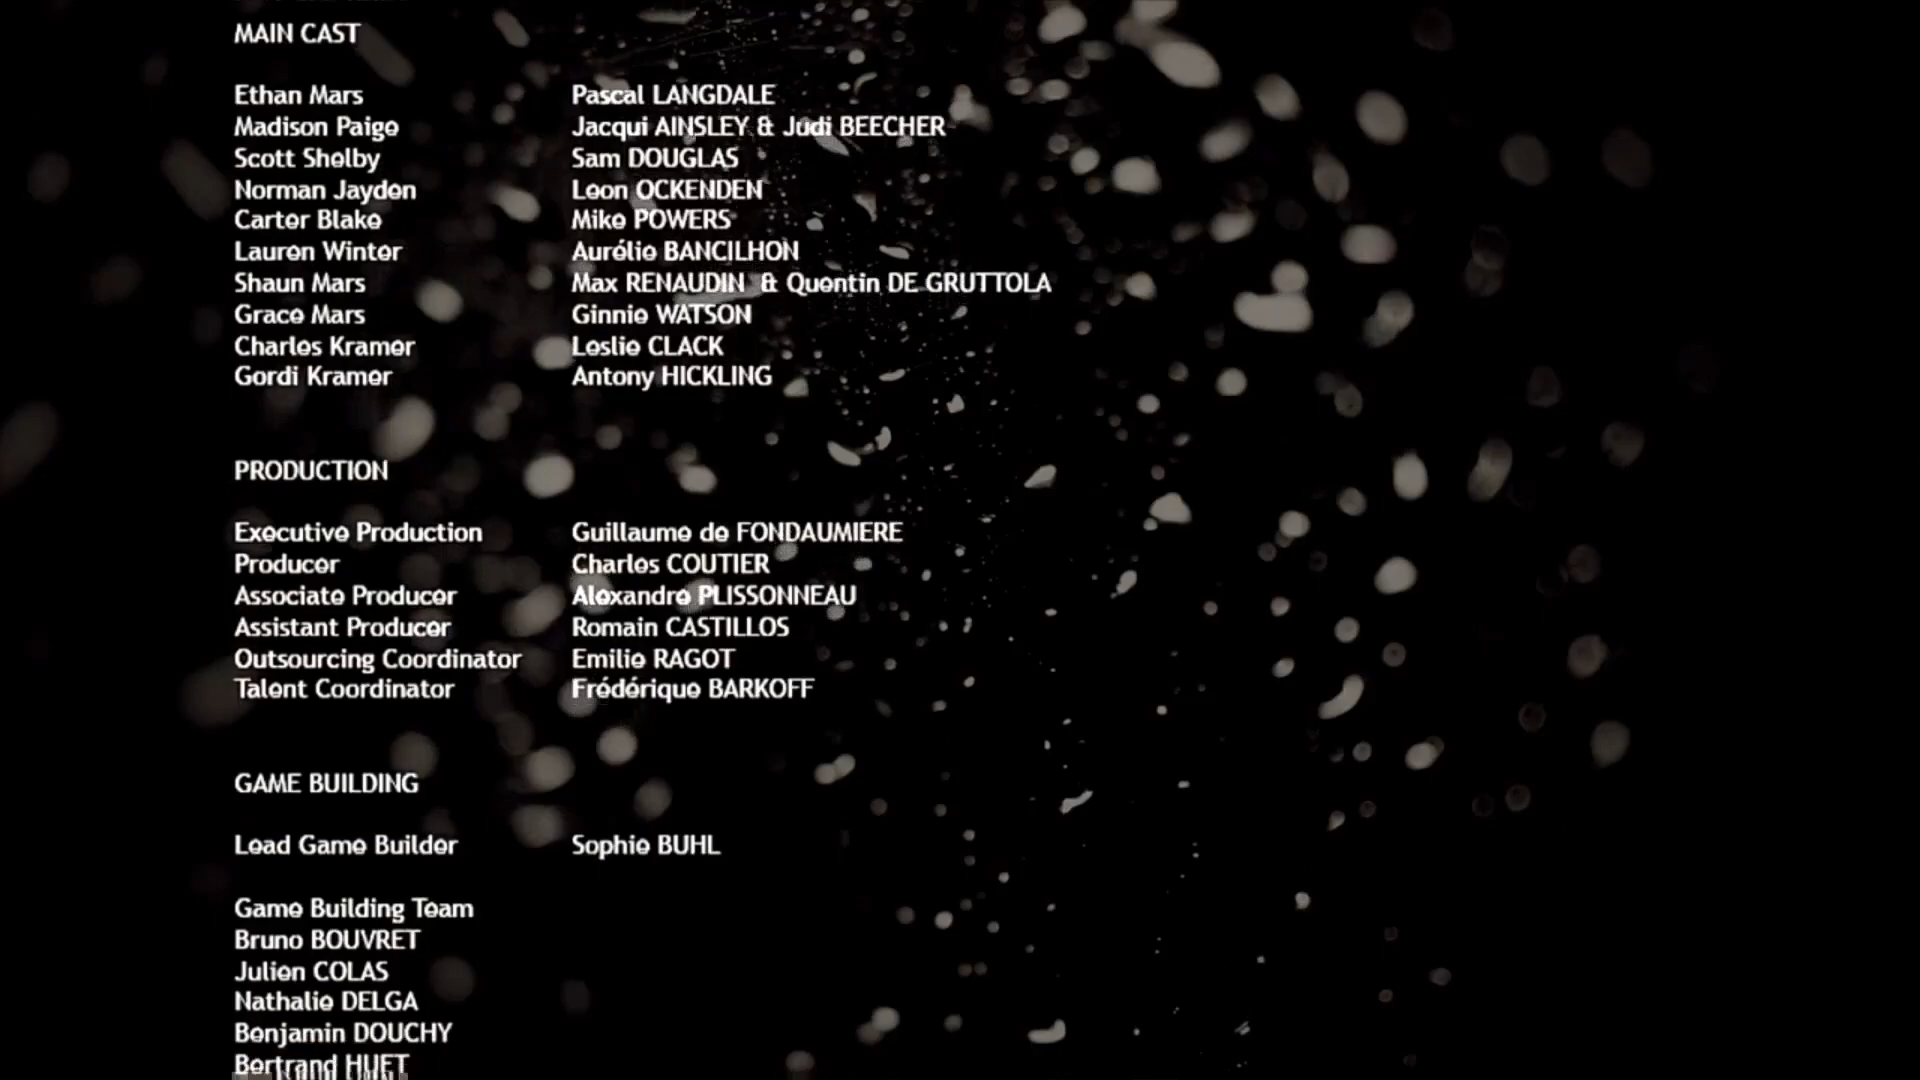 MAIN CAST
Ethan Mars Pascal LANGDALE
Madison Paige Jacqui AINSLEY & Judi BEECHER
Scott Shelby Sam DOUGLAS
Norman Jayden Leon OCKENDEN
Carter Blake Mike POWERS
Lauren Winter Aurélie BANCILHON
Shaun Mars Max RENAUDIN & Quentin DE GRUTTOLA
Grace Mars Ginnie WATSON
Charles Kramer Leslie CLACK
Gordi Kramer Antony HICKLING
PRODUCTION
Executive Production Guillaume de FONDAUMIERE
Producer Charles COUTIER
Associate Producer Alexandre PLISSONNEAU
Assistant Producer Romain CASTILLOS
Outsourcing Coordinator Emilie RAGOT
Talent Coordinator Frédérique BARKOFF
GAME BUILDING
Lead Game Builder Sophie BUHL
Game Building Team
Bruno BOUVRET
Julien COLAS
Nathalie DELGA
Benjamin DOUCHY
Bertrand HUET